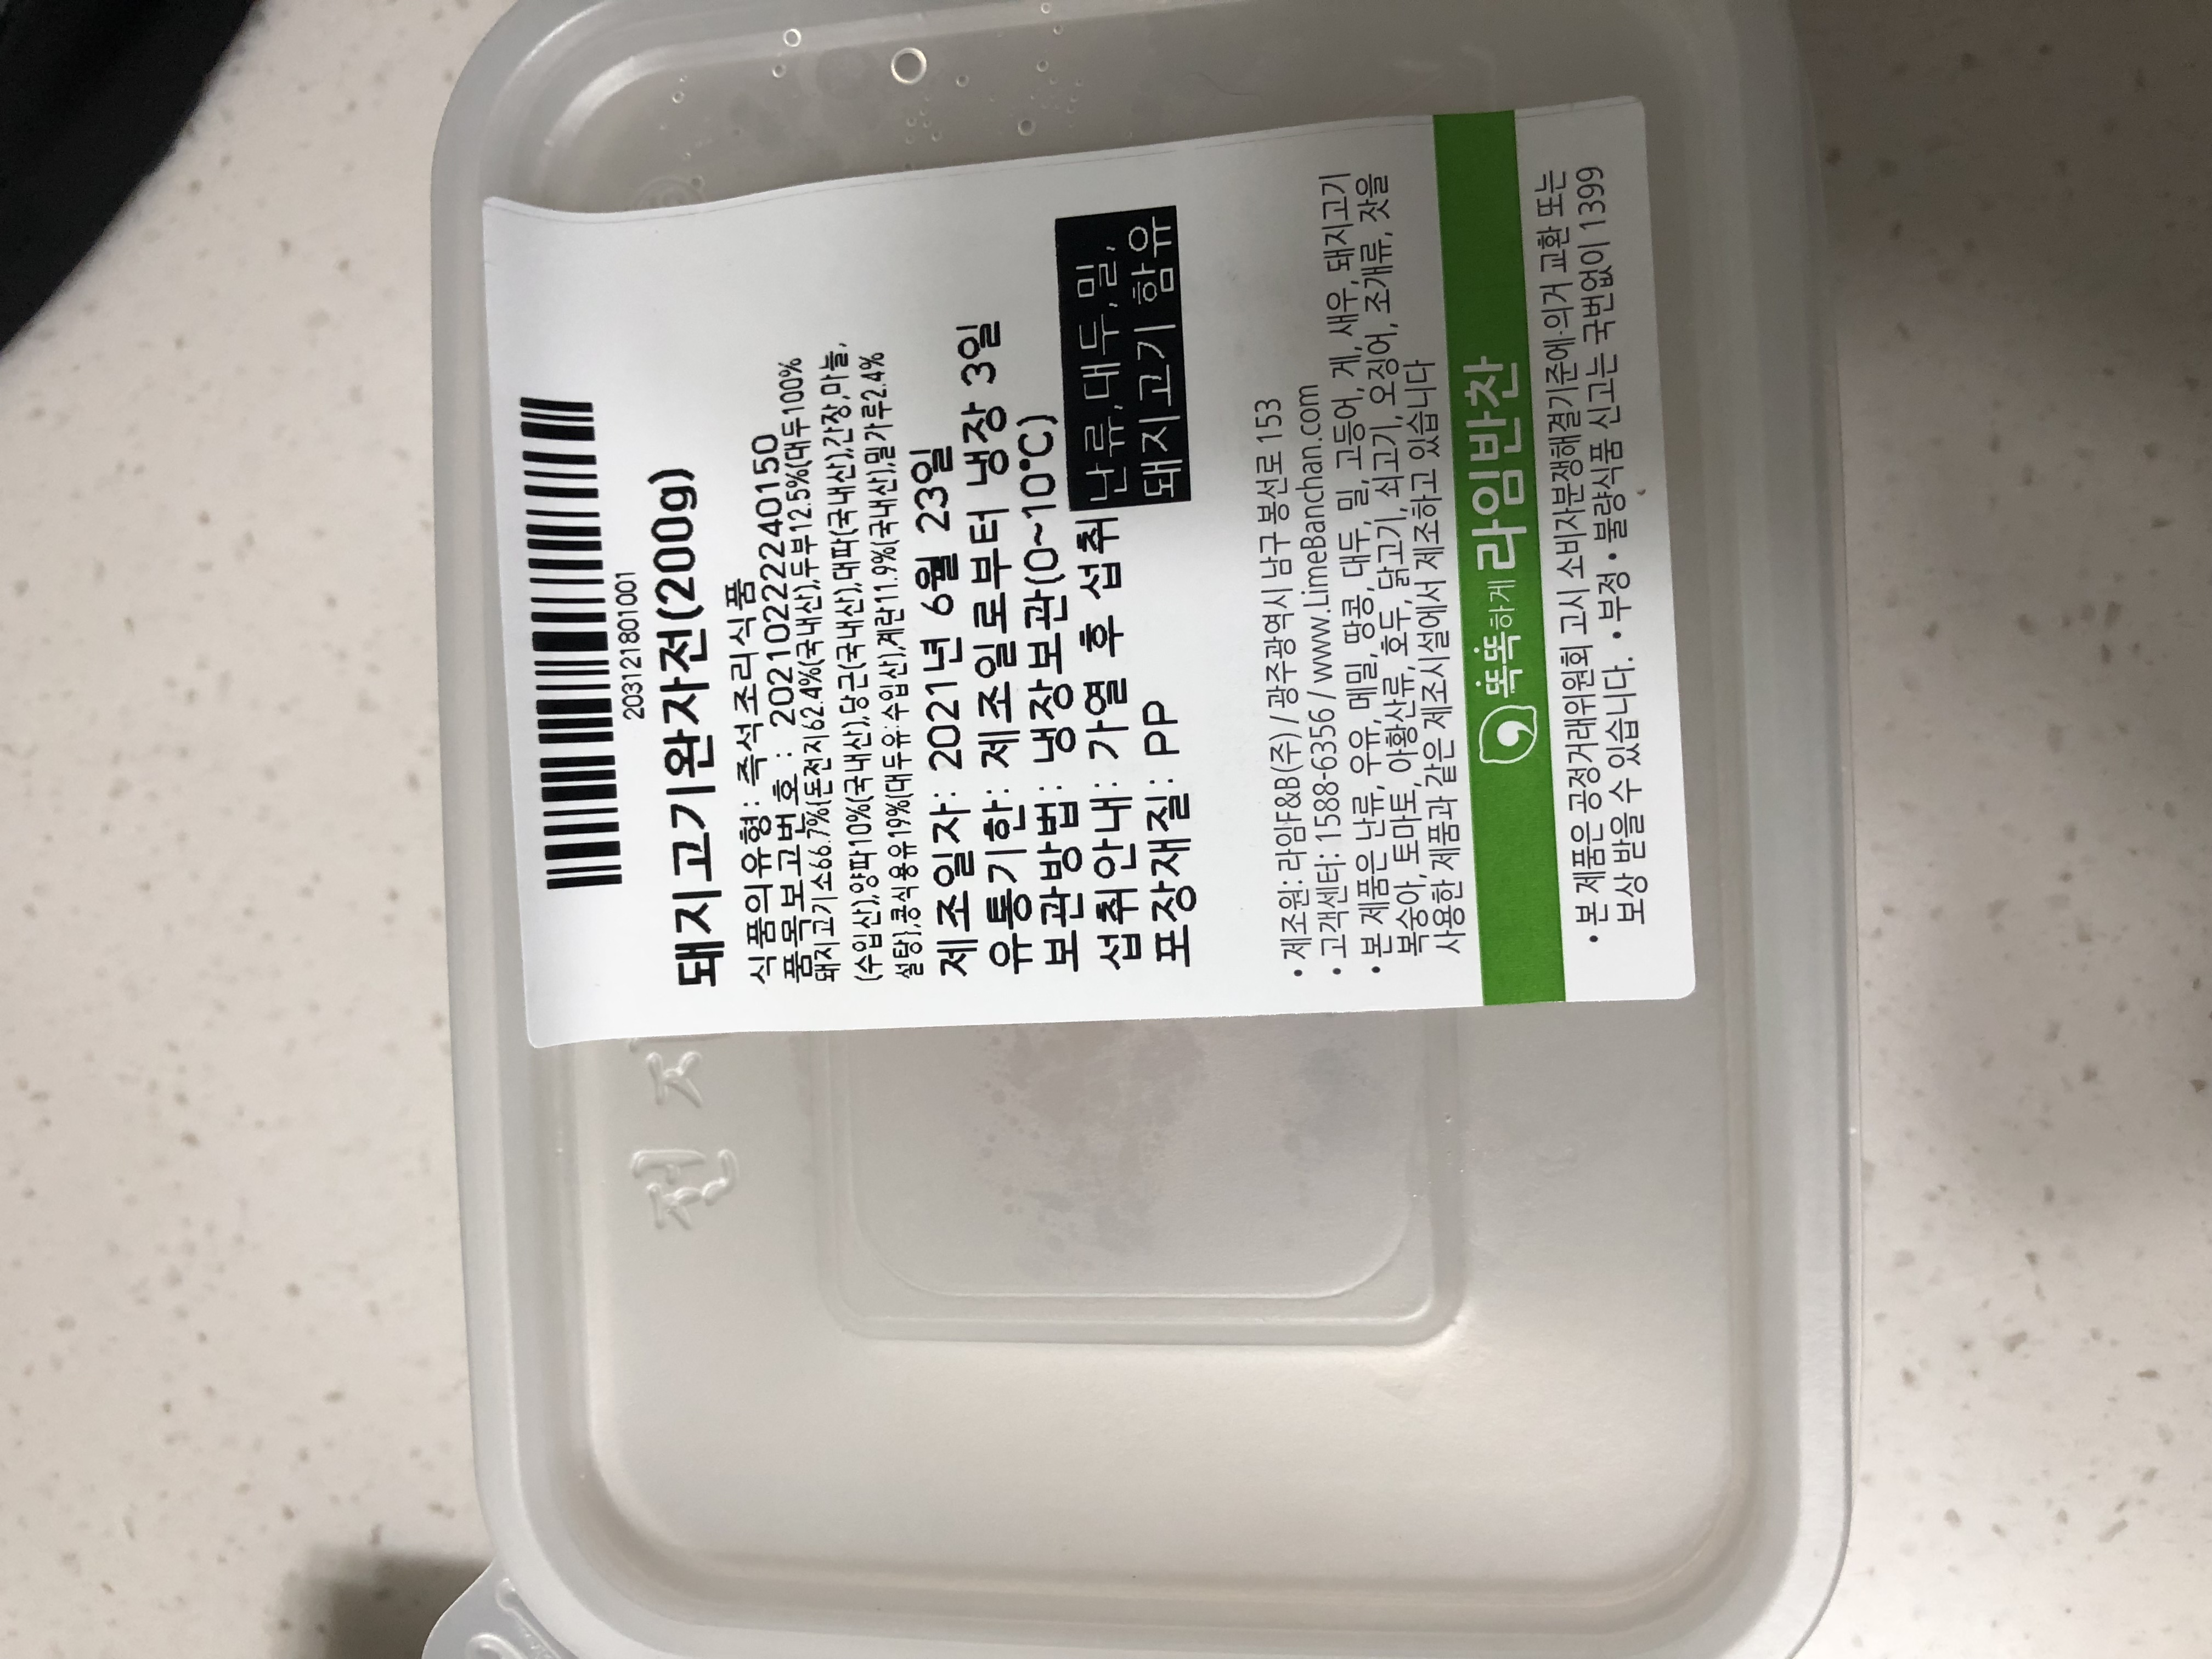 203121801001
돼지고기완자전(200g)
식품의유형: 즉석조리식품
품목보고번호: 20210222240150
돼지고기소66.7%{돈전지62.4%(국내산),두부12.5%(대두100%
(수입산),양파10%(국내산),당근(국내산),대파(국내산),간장,마늘,
설탕},콩식용유19%(대두유:수입산),계란11.9%(국내산),밀가루2.4%
제조일자: 2021년 6월 23일
유통기한: 제조일로부터 냉장 3일
보관방법: 냉장보관(0~10℃)
섭취안내: 가열 후 섭취
포장재질: PP
난류,대두,밀,
돼지고기 함유
• 제조원: 라임F&B(주) / 광주광역시 남구 봉선로 153
• 고객센터: 1588-6356 / www.LimeBanchan.com
• 본 제품은 난류, 우유, 메밀, 땅콩, 대두, 밀, 고등어, 게, 새우, 돼지고기
복숭아, 토마토, 아황산류, 호두, 닭고기, 쇠고기, 오징어, 조개류, 잣을
사용한 제품과 같은 제조시설에서 제조하고 있습니다
똑똑하게 라임반찬
• 본 제품은 공정거래위원회 고시 소비자분쟁해결기준에 의거 교환 또는
보상 받을 수 있습니다. • 부정 • 불량식품 신고는 국번없이 1399
전